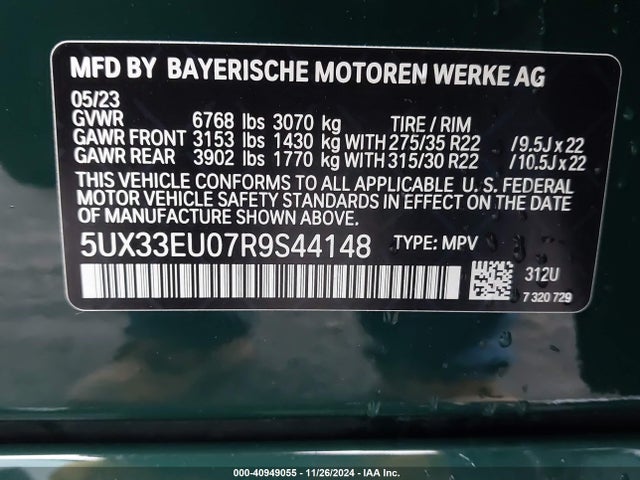 MFD BY BAYERISCHE MOTOREN WERKE AG
05/23
GVWR 6768 lbs 3070 kg TIRE / RIM
GAWR FRONT 3153 lbs 1430 kg WITH 275/35 R22 / 9.5J x 22
GAWR REAR 3902 lbs 1770 kg WITH 315/30 R22 / 10.5J x 22
THIS VEHICLE CONFORMS TO ALL APPLICABLE U. S. FEDERAL
MOTOR VEHICLE SAFETY STANDARDS IN EFFECT ON THE
DATE OF MANUFACTURE SHOWN ABOVE.
5UX33EU07R9S44148 TYPE: MPV
312U
7 320 729
000-40949055 - 11/26/2024 - IAA Inc.